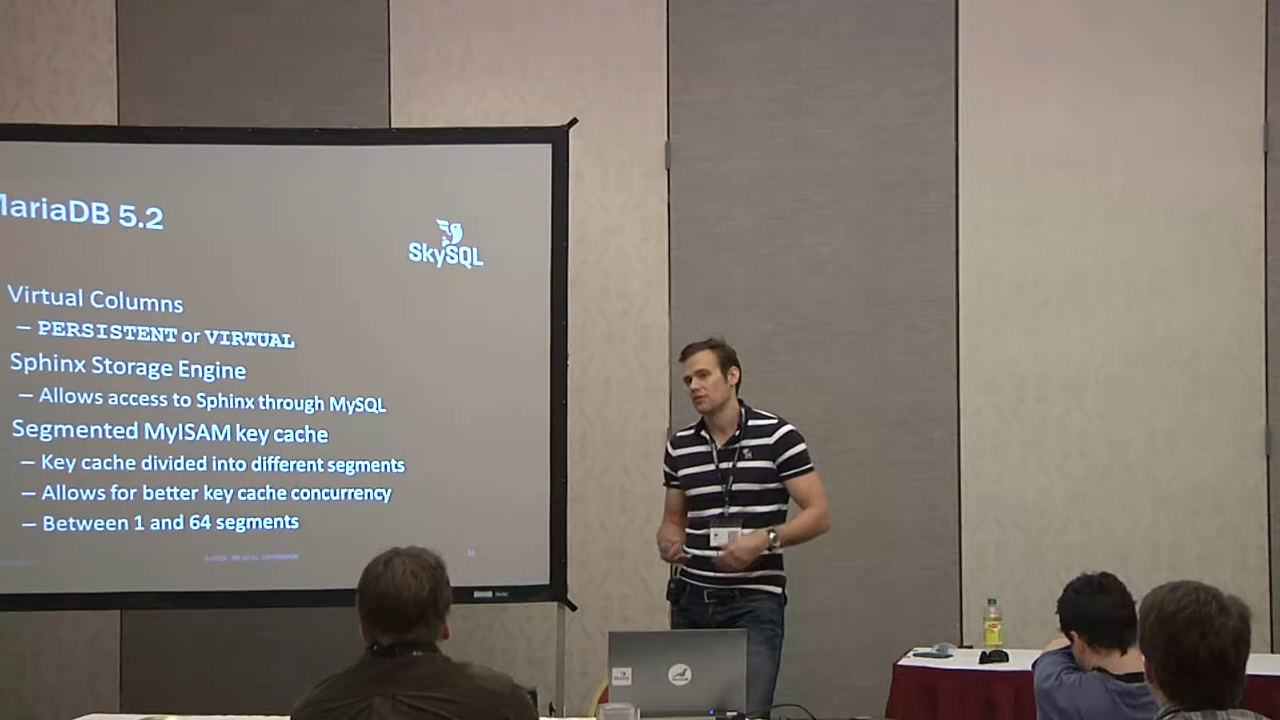 MariaDB 5.2
SkySQL
Virtual Columns
– PERSISTENT or VIRTUAL
Sphinx Storage Engine
– Allows access to Sphinx through MySQL
Segmented MyISAM key cache
– Key cache divided into different segments
– Allows for better key cache concurrency
– Between 1 and 64 segments